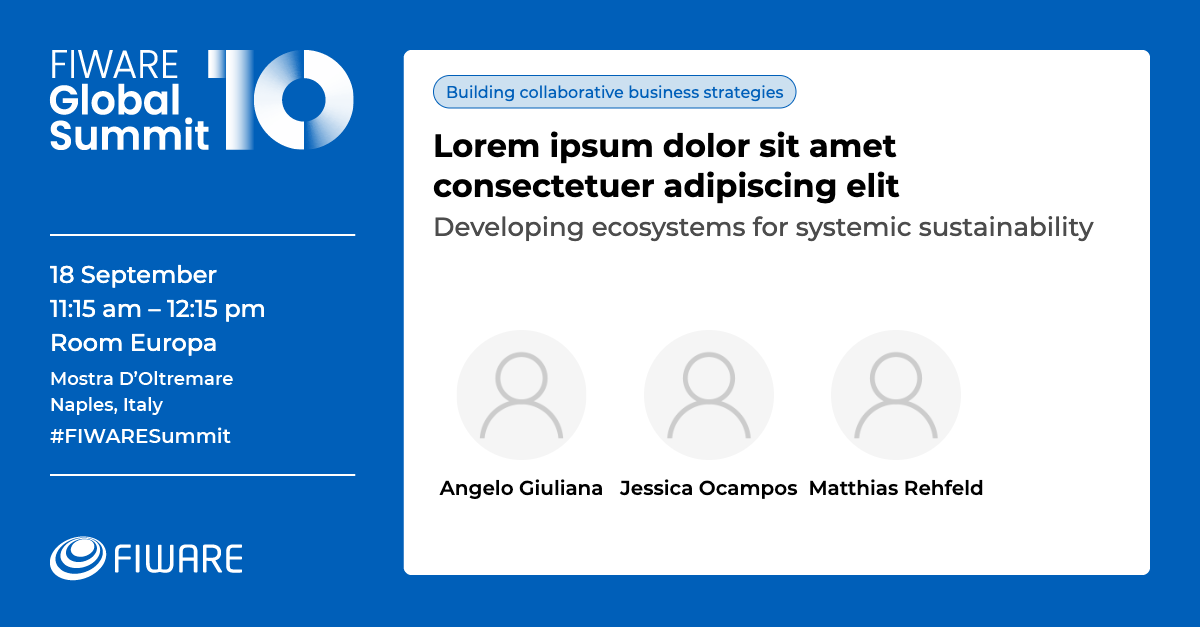 FIWARE
Global
Summit
10
18 September
11:15 am – 12:15 pm
Room Europa
Mostra D’Oltremare
Naples, Italy
#FIWARESummit
FIWARE
Building collaborative business strategies
Lorem ipsum dolor sit amet
consectetuer adipiscing elit
Developing ecosystems for systemic sustainability
Angelo Giuliana Jessica Ocampos Matthias Rehfeld